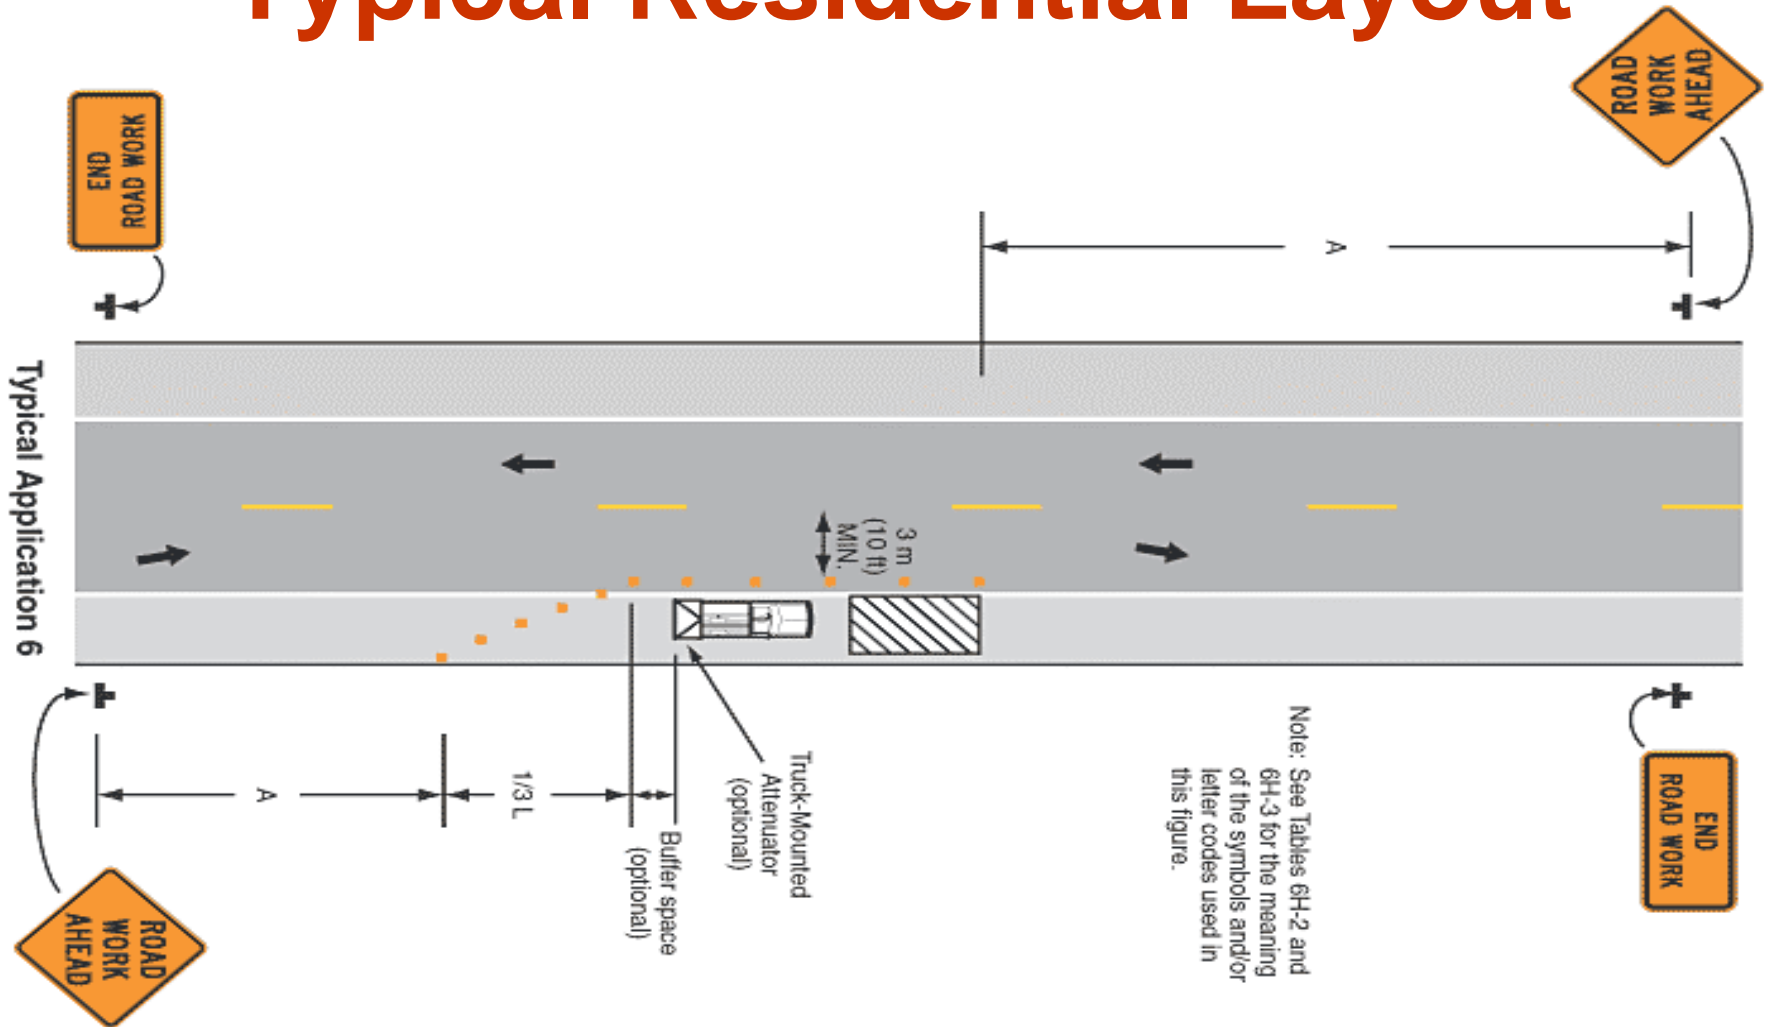 Typical Residential Layout
ROAD
WORK
AHEAD
END
ROAD WORK
A
3 m
(10 ft)
MIN.
Typical Application 6
Note: See Tables 6H-2 and
6H-3 for the meaning
of the symbols and/or
letter codes used in
this figure.
Truck-Mounted
Attenuator
(optional)
Buffer space
(optional)
1/3 L
A
END
ROAD WORK
ROAD
WORK
AHEAD